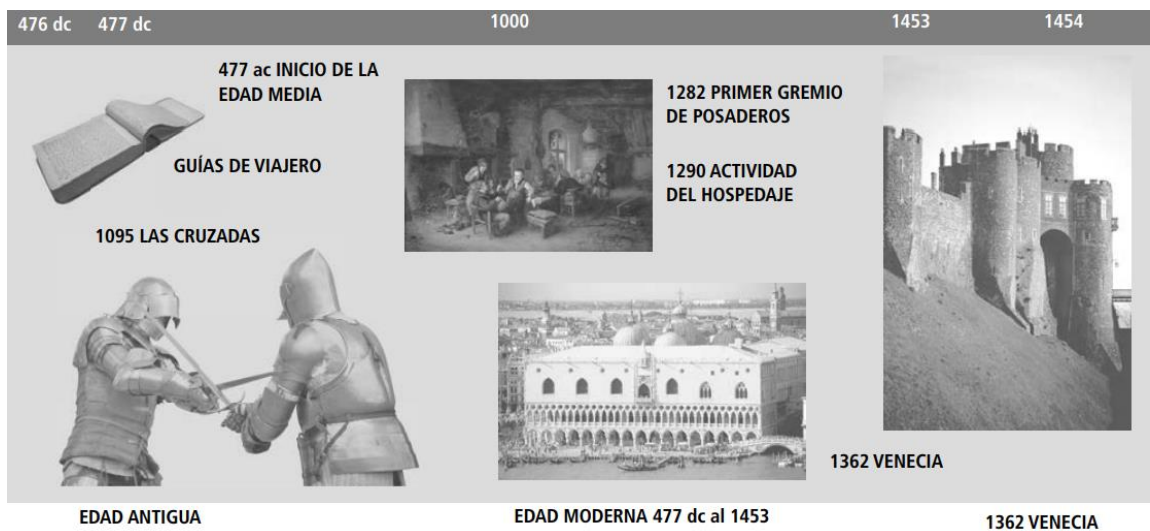 476 dc 477 dc 1000 1453 1454
477 ac INICIO DE LA
EDAD MEDIA
GUÍAS DE VIAJERO
1095 LAS CRUZADAS
1282 PRIMER GREMIO
DE POSADEROS
1290 ACTIVIDAD
DEL HOSPEDAJE
1362 VENECIA
EDAD ANTIGUA
EDAD MODERNA 477 dc al 1453
1362 VENECIA